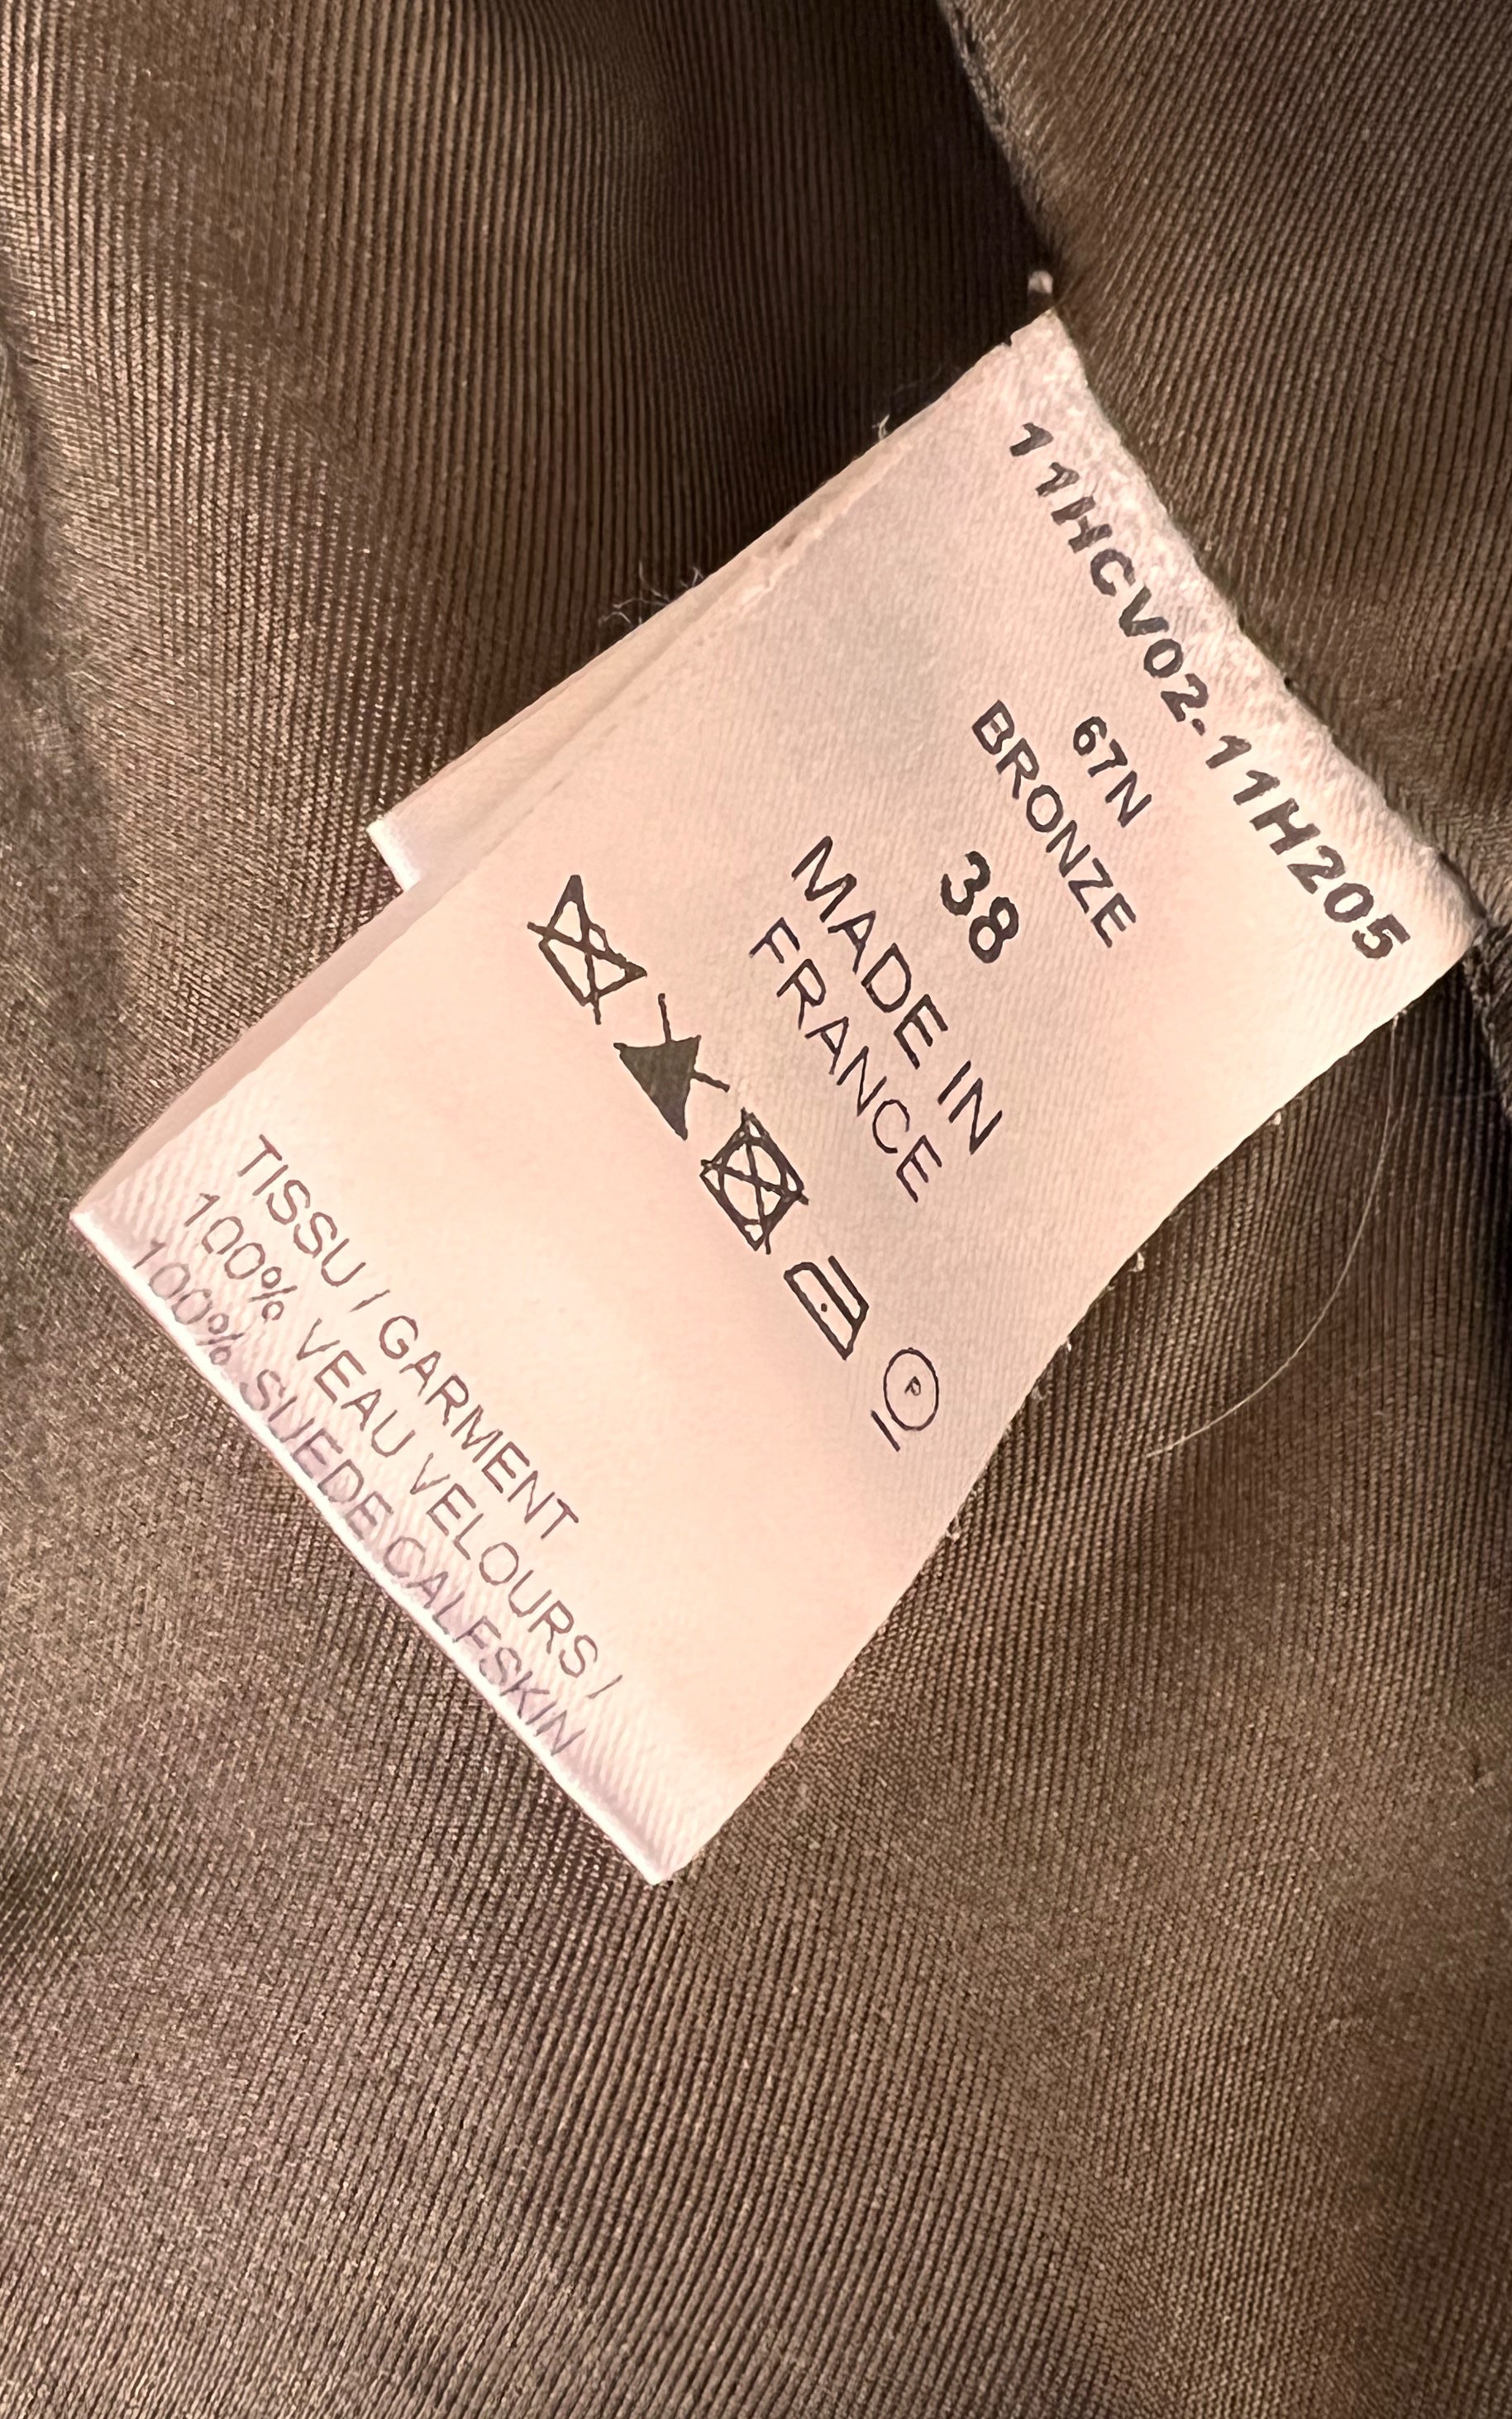 11HCV02-11H205
67N
BRONZE
38
MADE IN
FRANCE
P
TISSU / GARMENT
100% VEAU VELOURS /
100% SUEDE CALFSKIN